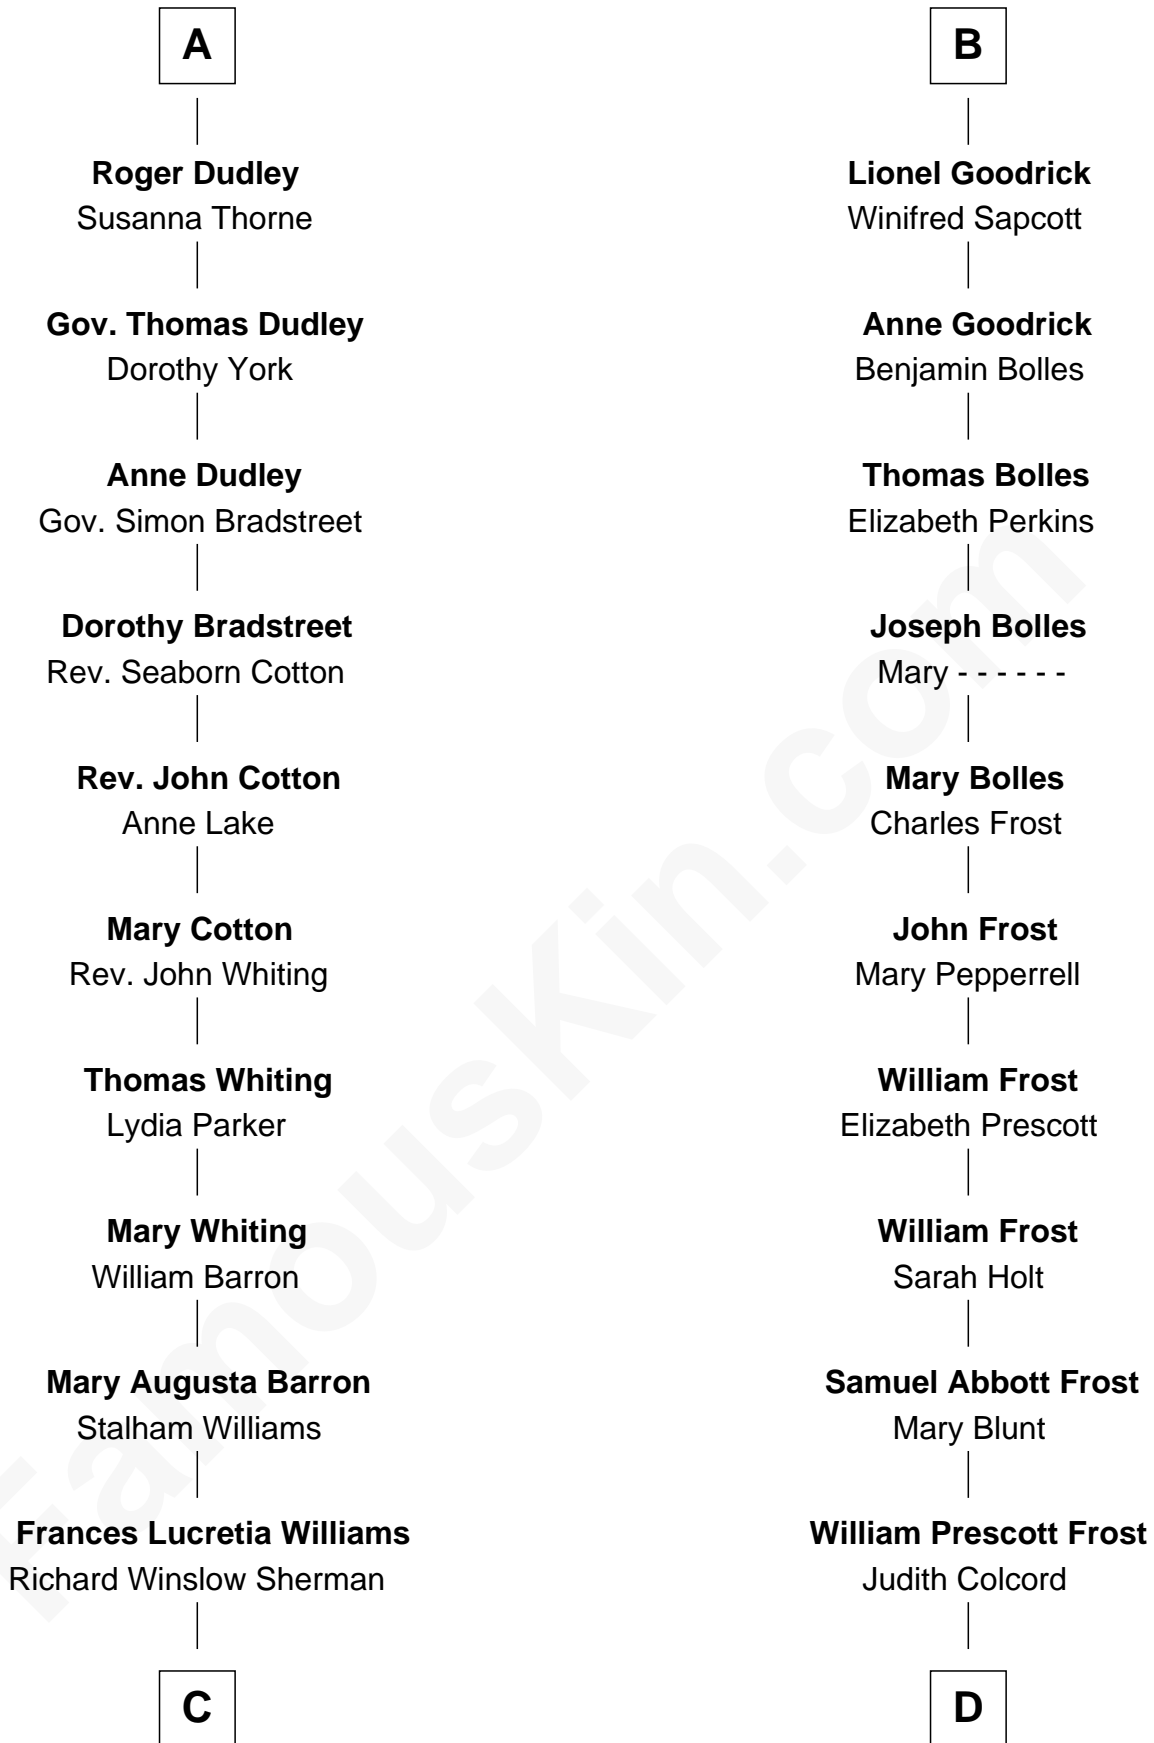 A
Roger Dudley
Susanna Thorne
Gov. Thomas Dudley
Dorothy York
Anne Dudley
Gov. Simon Bradstreet
Dorothy Bradstreet
Rev. Seaborn Cotton
Rev. John Cotton
Anne Lake
Mary Cotton
Rev. John Whiting
Thomas Whiting
Lydia Parker
Mary Whiting
William Barron
Mary Augusta Barron
Stalham Williams
Frances Lucretia Williams
Richard Winslow Sherman
C
B
Lionel Goodrick
Winifred Sapcott
Anne Goodrick
Benjamin Bolles
Thomas Bolles
Elizabeth Perkins
Joseph Bolles
Mary - - - - - -
Mary Bolles
Charles Frost
John Frost
Mary Pepperrell
William Frost
Elizabeth Prescott
William Frost
Sarah Holt
Samuel Abbott Frost
Mary Blunt
William Prescott Frost
Judith Colcord
D
FamousKin.com